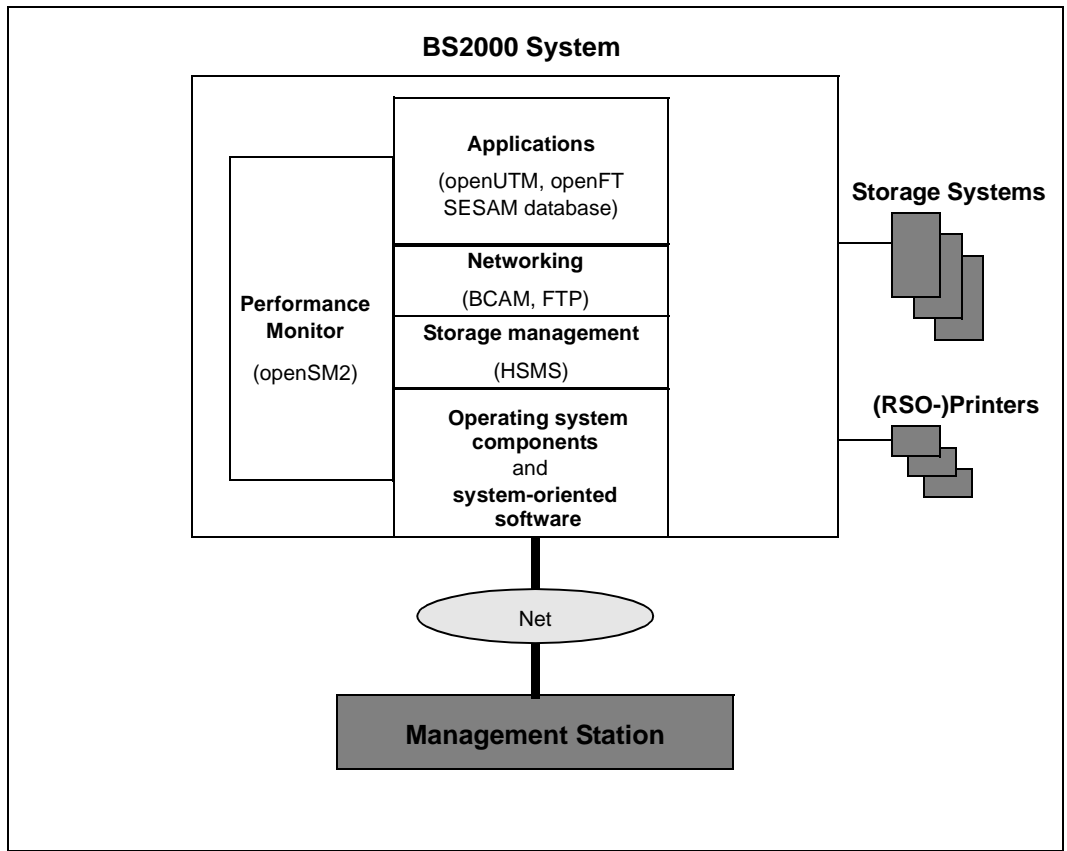 BS2000 System
Applications
(openUTM, openFT
SESAM database)
Networking
(BCAM, FTP)
Storage management
(HSMS)
Operating system
components
and
system-oriented
software
Performance
Monitor
(openSM2)
Storage Systems
(RSO-)Printers
Net
Management Station